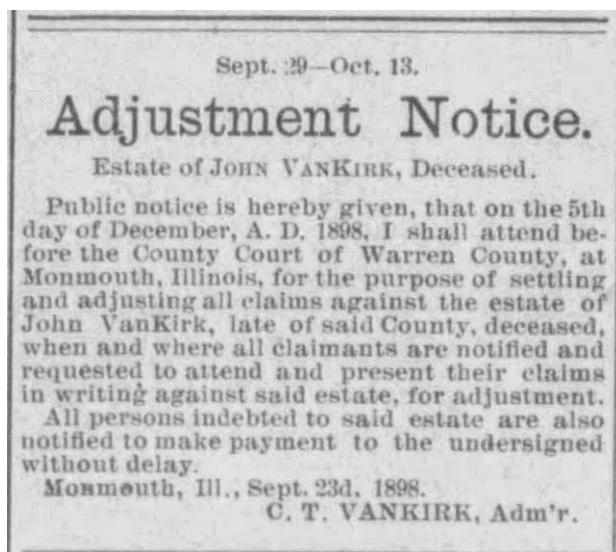 Sept. 29—Oct. 13.
Adjustment Notice.
Estate of JOHN VANKIRK, Deceased.
Public notice is hereby given, that on the 5th
day of December, A. D. 1898, I shall attend be-
fore the County Court of Warren County, at
Monmouth, Illinois, for the purpose of settling
and adjusting all claims against the estate of
John VanKirk, late of said County, deceased,
when and where all claimants are notified and
requested to attend and present their claims
in writing against said estate, for adjustment.
All persons indebted to said estate are also
notified to make payment to the undersigned
without delay.
Monmouth, Ill., Sept. 23d, 1898.
C. T. VANKIRK, Adm'r.